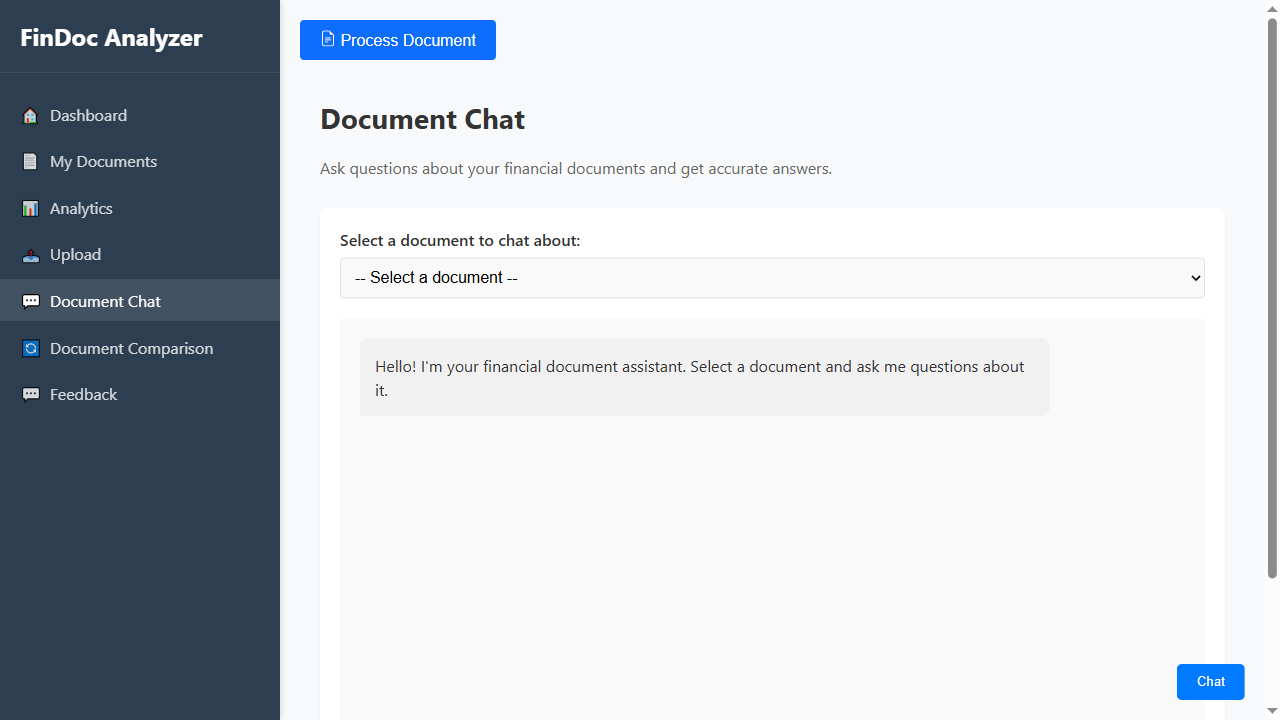 FinDoc Analyzer
Dashboard
My Documents
Analytics
Upload
Document Chat
Document Comparison
Feedback
Process Document
Document Chat
Ask questions about your financial documents and get accurate answers.
Select a document to chat about:
-- Select a document --
Hello! I'm your financial document assistant. Select a document and ask me questions about
it.
Chat